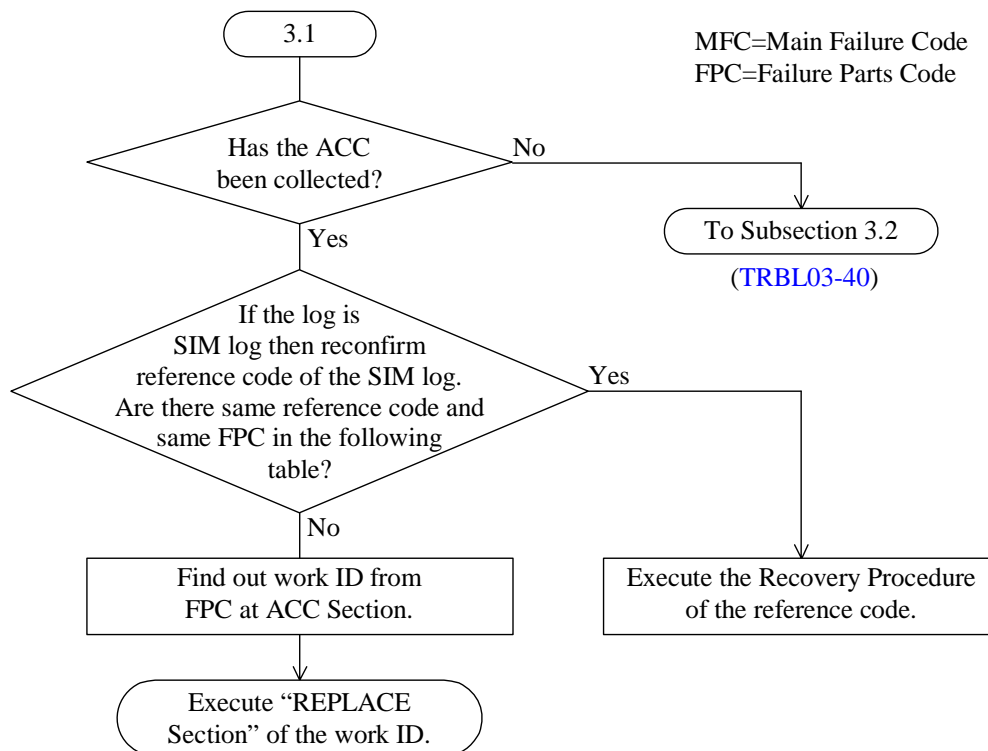 3.1
MFC=Main Failure Code
FPC=Failure Parts Code
Has the ACC
been collected?
No
To Subsection 3.2
(TRBL03-40)
Yes
If the log is
SIM log then reconfirm
reference code of the SIM log.
Are there same reference code and
same FPC in the following
table?
Yes
No
Find out work ID from
FPC at ACC Section.
Execute the Recovery Procedure
of the reference code.
Execute “REPLACE
Section” of the work ID.